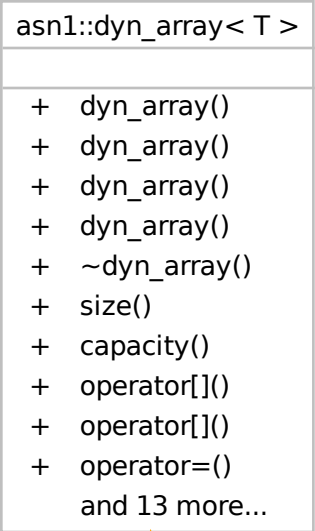 asn1::dyn_array< T >
+ dyn_array()
+ dyn_array()
+ dyn_array()
+ dyn_array()
+ ~dyn_array()
+ size()
+ capacity()
+ operator[]()
+ operator[]()
+ operator=()
and 13 more...